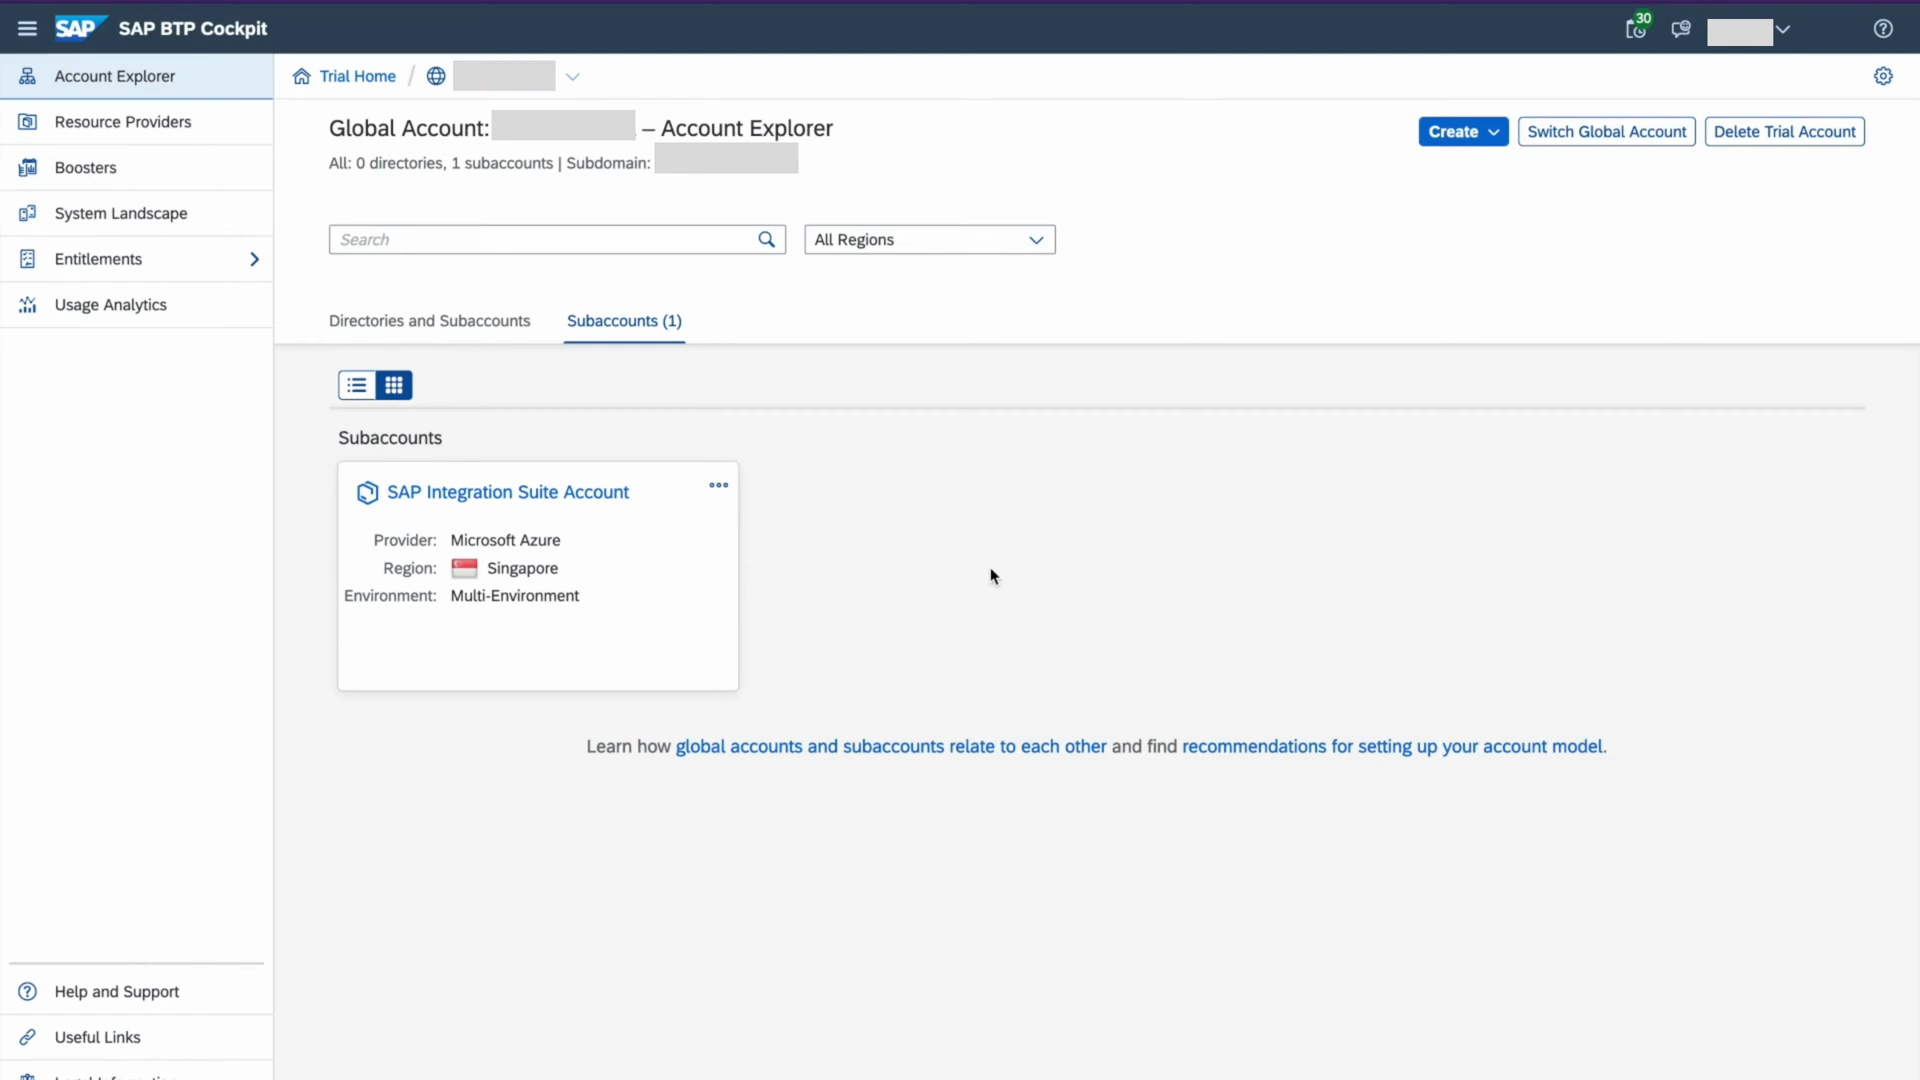 SAP SAP BTP Cockpit
30
Account Explorer
Resource Providers
Boosters
System Landscape
Entitlements
Usage Analytics
Trial Home /
Global Account: – Account Explorer
All: 0 directories, 1 subaccounts | Subdomain:
Create
Switch Global Account
Delete Trial Account
Search
All Regions
Directories and Subaccounts
Subaccounts (1)
Subaccounts
SAP Integration Suite Account
Provider: Microsoft Azure
Region: Singapore
Environment: Multi-Environment
Learn how global accounts and subaccounts relate to each other and find recommendations for setting up your account model.
Help and Support
Useful Links